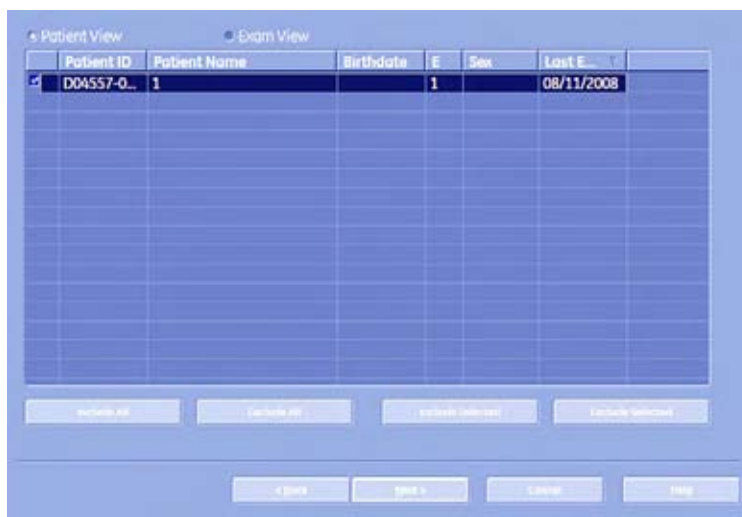 Patient View Exam View
Patient ID Patient Name Birthdate E Sex Last E...
D04557-0... 1 1 08/11/2008
Include All Exclude All Include Selected Exclude Selected
< Back Next > Cancel Help